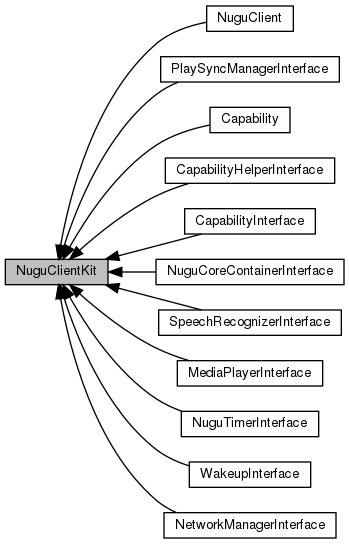 NuguClient
PlaySyncManagerInterface
Capability
CapabilityHelperInterface
CapabilityInterface
NuguClientKit
NuguCoreContainerInterface
SpeechRecognizerInterface
MediaPlayerInterface
NuguTimerInterface
WakeupInterface
NetworkManagerInterface